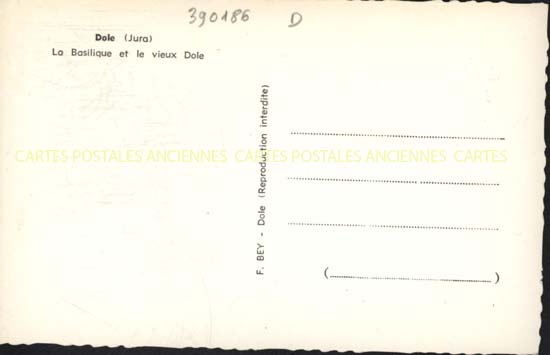 390186 D
Dole (Jura)
La Basilique et le vieux Dole
CARTES POSTALES ANCIENNES CARTES POSTALES ANCIENNES CARTES
F. BEY - Dole (Reproduction interdite)
( )